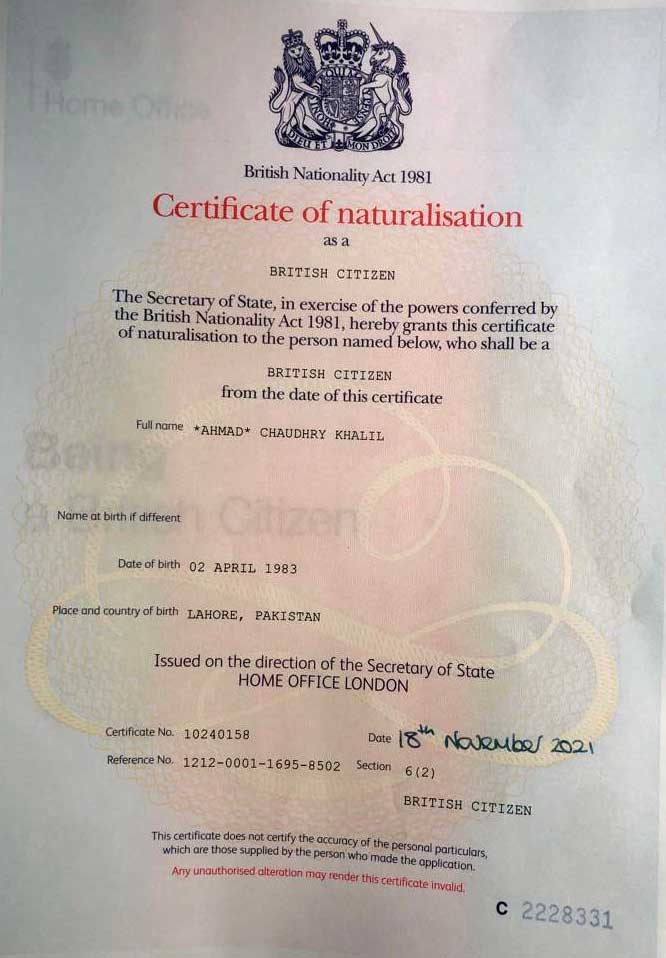 Home Office
QUI
DIEU ET MON DROIT
British Nationality Act 1981
Certificate of naturalisation
as a
BRITISH CITIZEN
The Secretary of State, in exercise of the powers conferred by
the British Nationality Act 1981, hereby grants this certificate
of naturalisation to the person named below, who shall be a
BRITISH CITIZEN
from the date of this certificate
Full name *AHMAD* CHAUDHRY KHALIL
Being
a British Citizen
Name at birth if different
Date of birth 02 APRIL 1983
Place and country of birth LAHORE, PAKISTAN
Issued on the direction of the Secretary of State
HOME OFFICE LONDON
Certificate No. 10240158 Date 18th November 2021
Reference No. 1212-0001-1695-8502 Section 6(2)
BRITISH CITIZEN
This certificate does not certify the accuracy of the personal particulars,
which are those supplied by the person who made the application.
Any unauthorised alteration may render this certificate invalid.
C 2228331